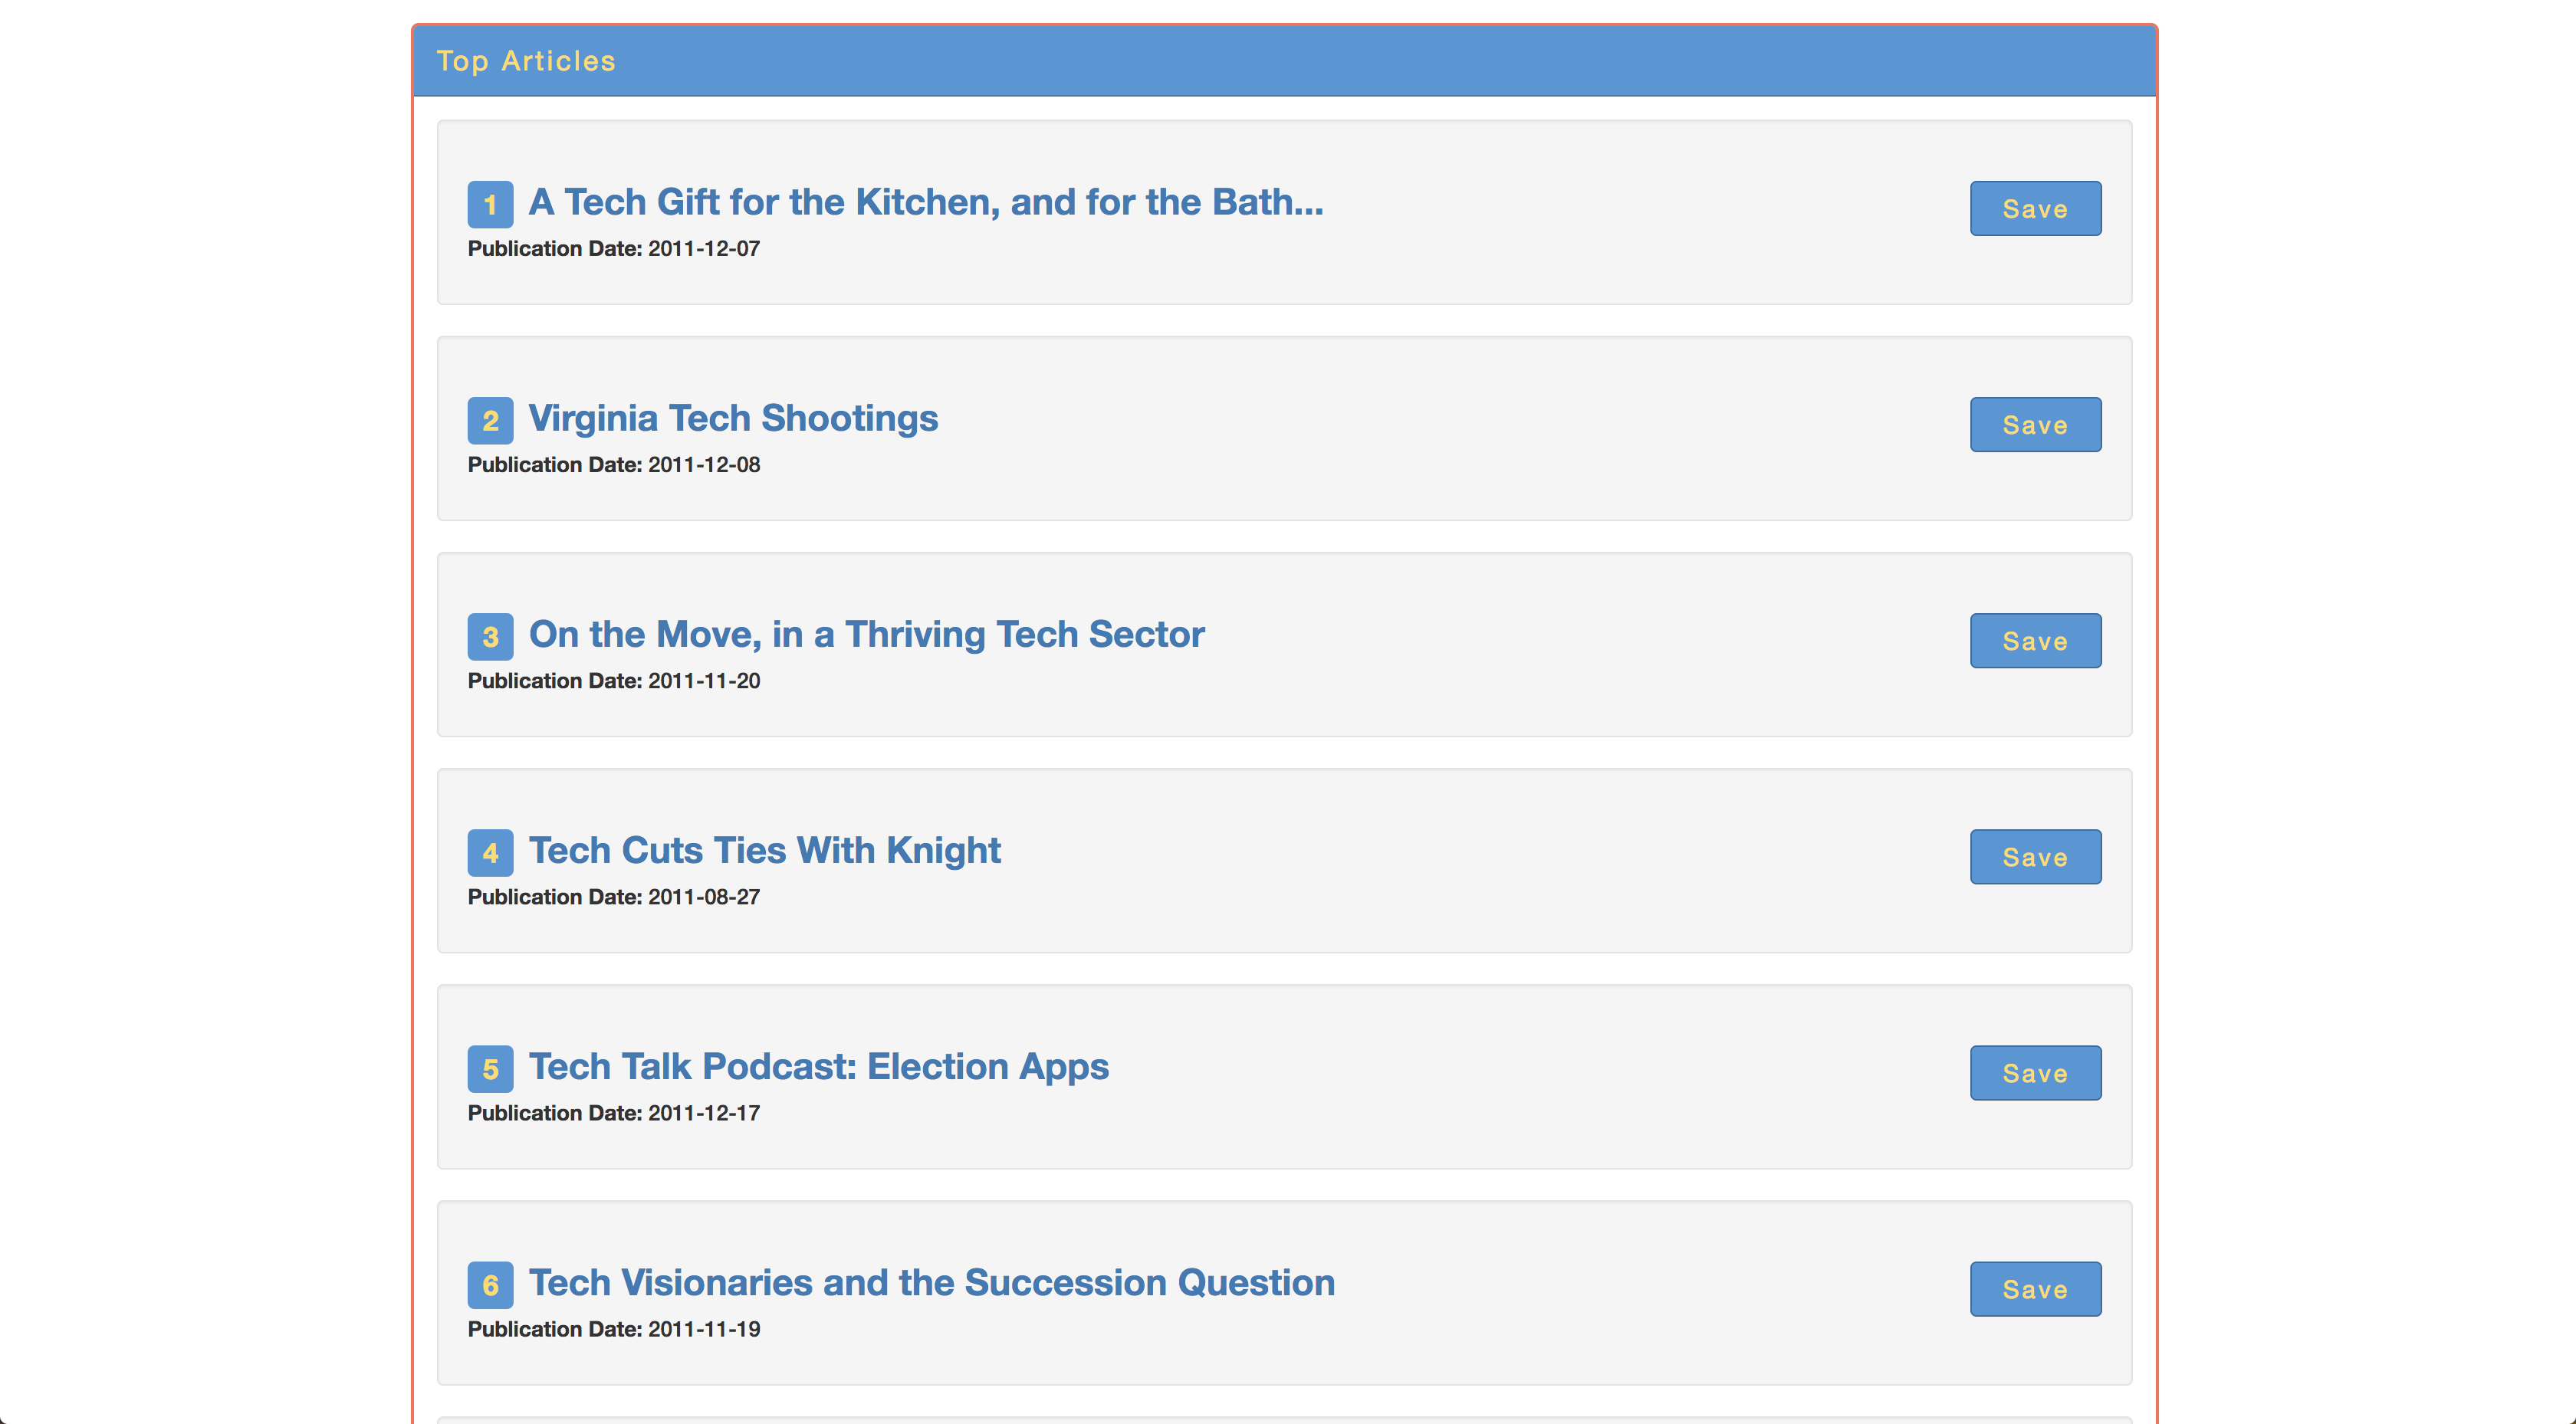 Top Articles
1 A Tech Gift for the Kitchen, and for the Bath...
Save
Publication Date: 2011-12-07
2 Virginia Tech Shootings
Save
Publication Date: 2011-12-08
3 On the Move, in a Thriving Tech Sector
Save
Publication Date: 2011-11-20
4 Tech Cuts Ties With Knight
Save
Publication Date: 2011-08-27
5 Tech Talk Podcast: Election Apps
Save
Publication Date: 2011-12-17
6 Tech Visionaries and the Succession Question
Save
Publication Date: 2011-11-19